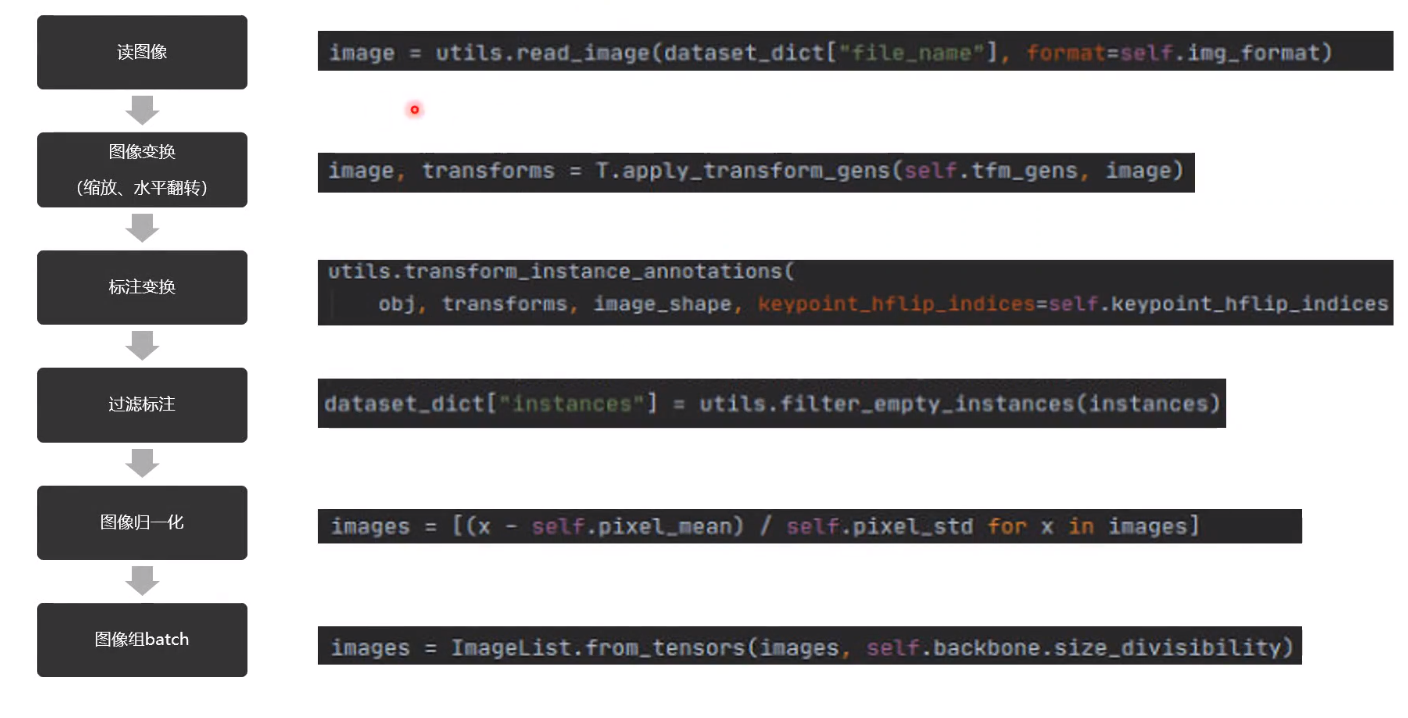 读图像
image = utils.read_image(dataset_dict["file_name"], format=self.img_format)
图像变换
（缩放、水平翻转）
image, transforms = T.apply_transform_gens(self.tfm_gens, image)
标注变换
utils.transform_instance_annotations(
obj, transforms, image_shape, keypoint_hflip_indices=self.keypoint_hflip_indices
过滤标注
dataset_dict["instances"] = utils.filter_empty_instances(instances)
图像归一化
images = [(x - self.pixel_mean) / self.pixel_std for x in images]
图像组batch
images = ImageList.from_tensors(images, self.backbone.size_divisibility)